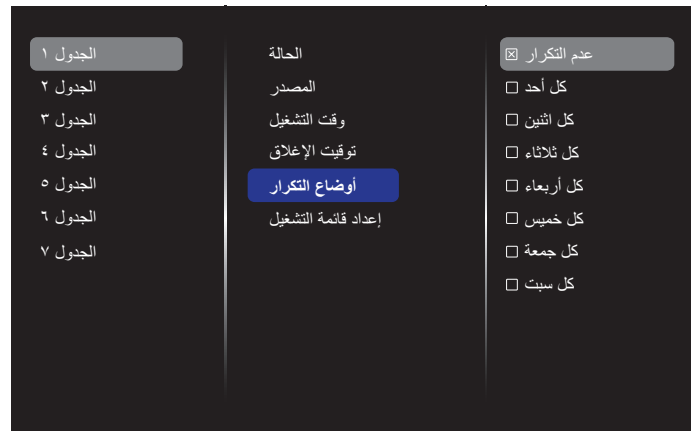 الجدول ١
الجدول ٢
الجدول ٣
الجدول ٤
الجدول ٥
الجدول ٦
الجدول ٧
الحالة
المصدر
وقت التشغيل
توقيت الإغلاق
أوضاع التكرار
إعداد قائمة التشغيل
عدم التكرار
كل أحد
كل اثنين
كل ثلاثاء
كل أربعاء
كل خميس
كل جمعة
كل سبت